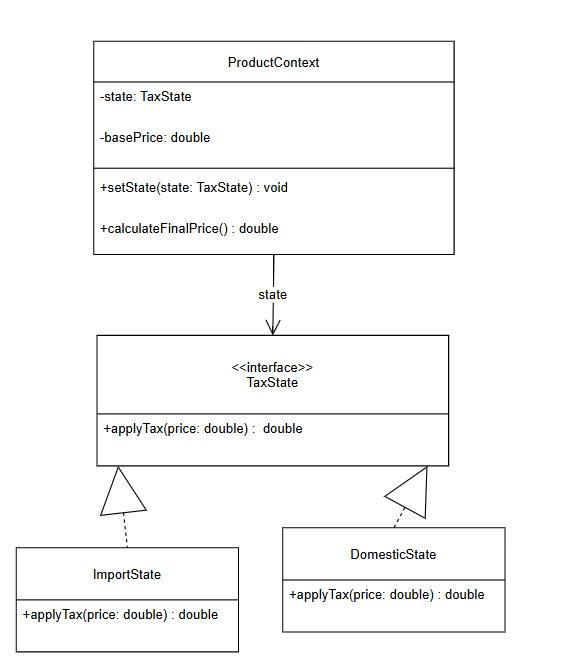 ProductContext
-state: TaxState
-basePrice: double
+setState(state: TaxState) : void
+calculateFinalPrice() : double
state
<<interface>>
TaxState
+applyTax(price: double) : double
ImportState
+applyTax(price: double) : double
DomesticState
+applyTax(price: double) : double